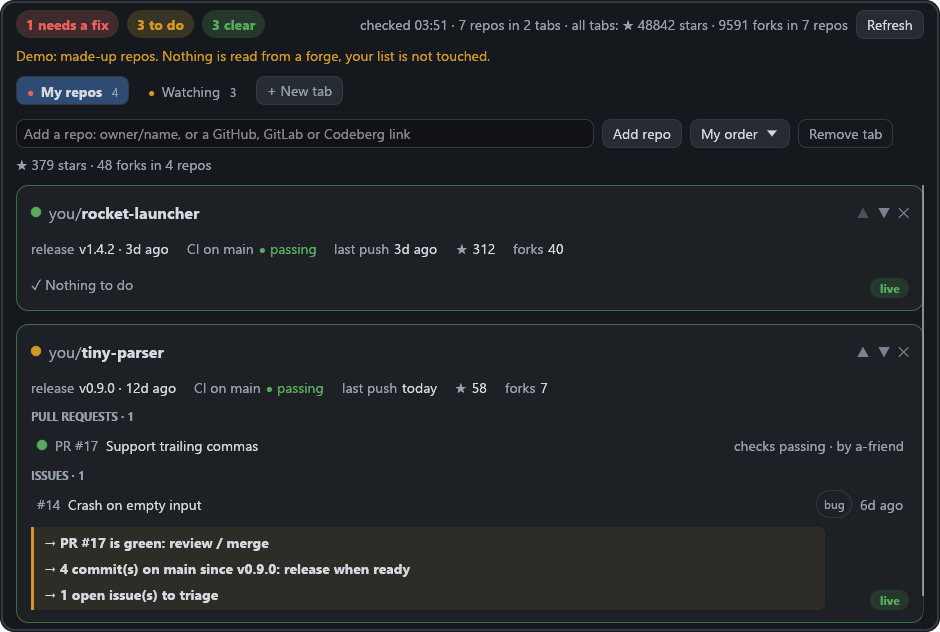 1 needs a fix 3 to do 3 clear checked 03:51 · 7 repos in 2 tabs · all tabs: ★ 48842 stars · 9591 forks in 7 repos Refresh
Demo: made-up repos. Nothing is read from a forge, your list is not touched.
● My repos 4 ● Watching 3 + New tab
Add a repo: owner/name, or a GitHub, GitLab or Codeberg link Add repo My order ▼ Remove tab
★ 379 stars · 48 forks in 4 repos
you/rocket-launcher ▲ ▼ ✕
release v1.4.2 · 3d ago CI on main ● passing last push 3d ago ★ 312 forks 40
✓ Nothing to do live
you/tiny-parser ▲ ▼ ✕
release v0.9.0 · 12d ago CI on main ● passing last push today ★ 58 forks 7
PULL REQUESTS · 1
PR #17 Support trailing commas checks passing · by a-friend
ISSUES · 1
#14 Crash on empty input bug 6d ago
→ PR #17 is green: review / merge
→ 4 commit(s) on main since v0.9.0: release when ready
→ 1 open issue(s) to triage
live